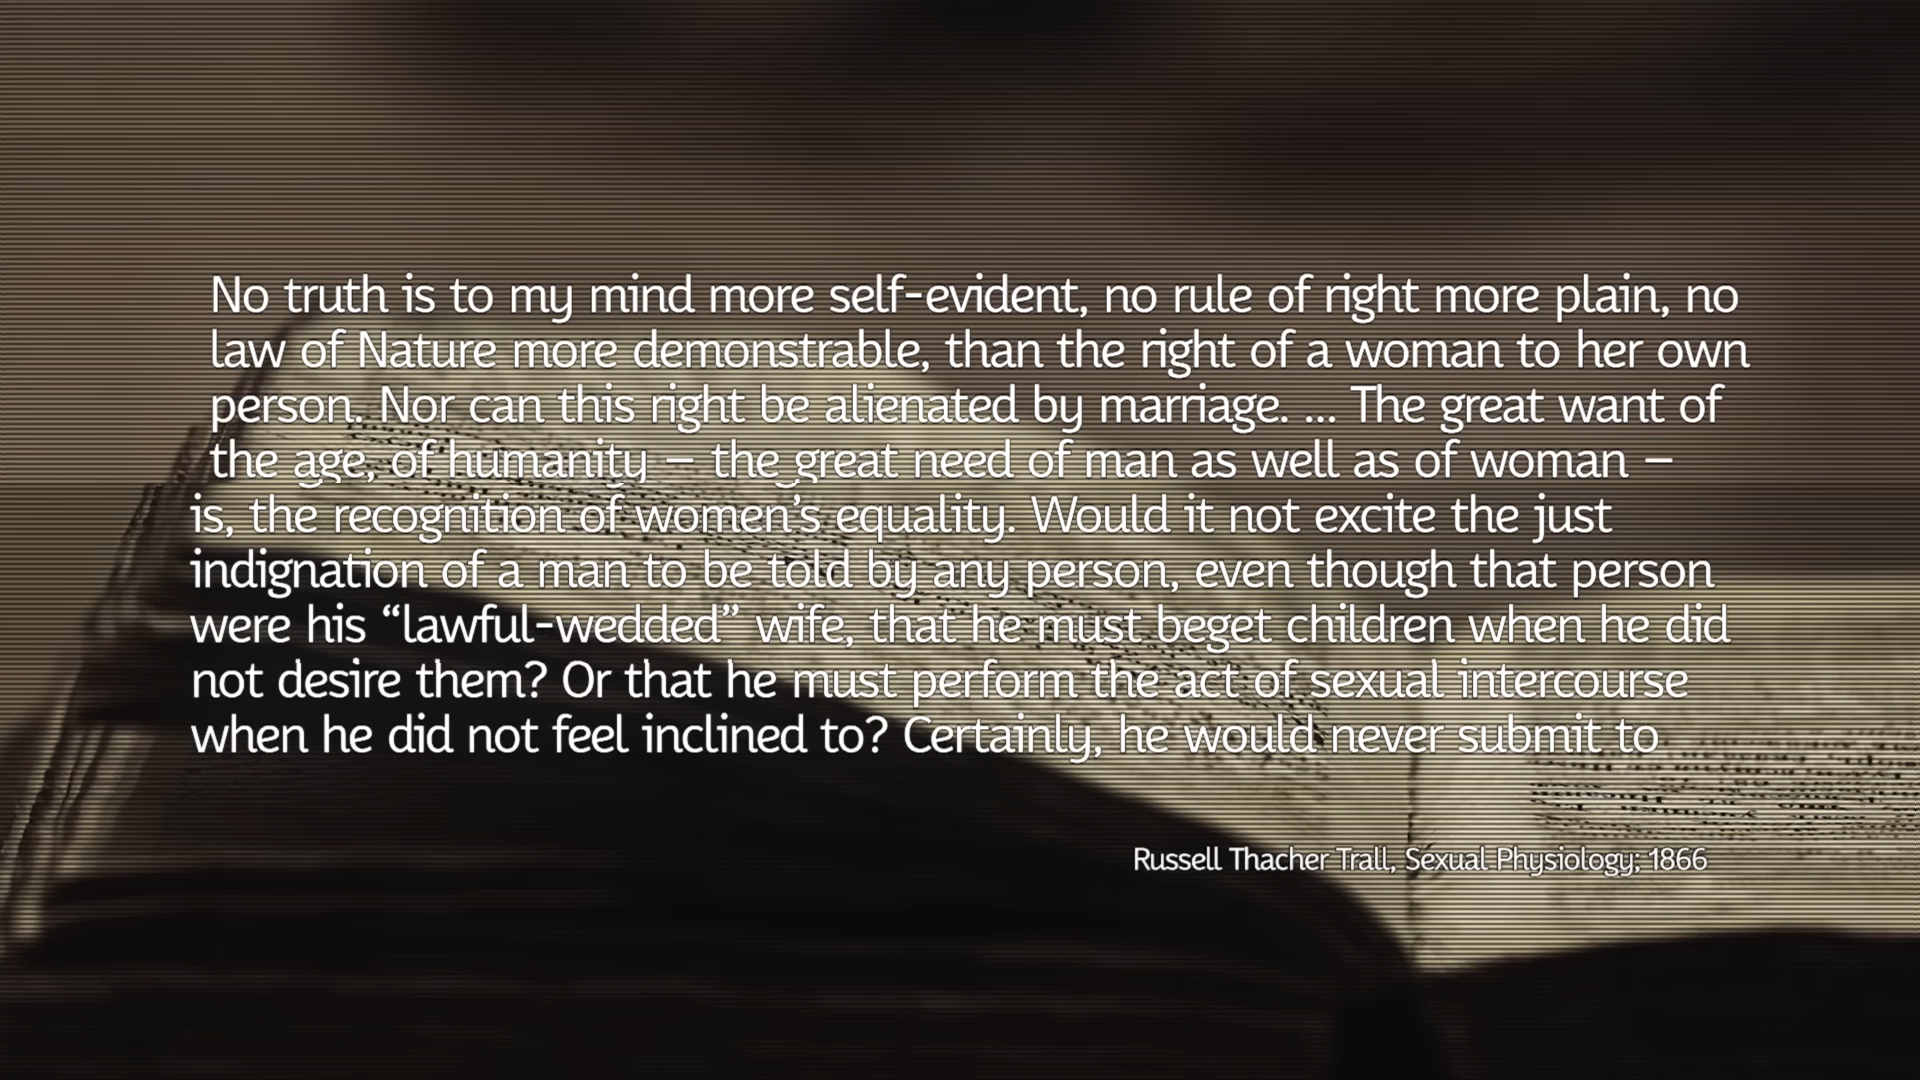 No truth is to my mind more self-evident, no rule of right more plain, no
law of Nature more demonstrable, than the right of a woman to her own
person. Nor can this right be alienated by marriage. ... The great want of
the age, of humanity – the great need of man as well as of woman –
is, the recognition of women’s equality. Would it not excite the just
indignation of a man to be told by any person, even though that person
were his “lawful-wedded” wife, that he must beget children when he did
not desire them? Or that he must perform the act of sexual intercourse
when he did not feel inclined to? Certainly, he would never submit to
Russell Thacher Trall, Sexual Physiology; 1866